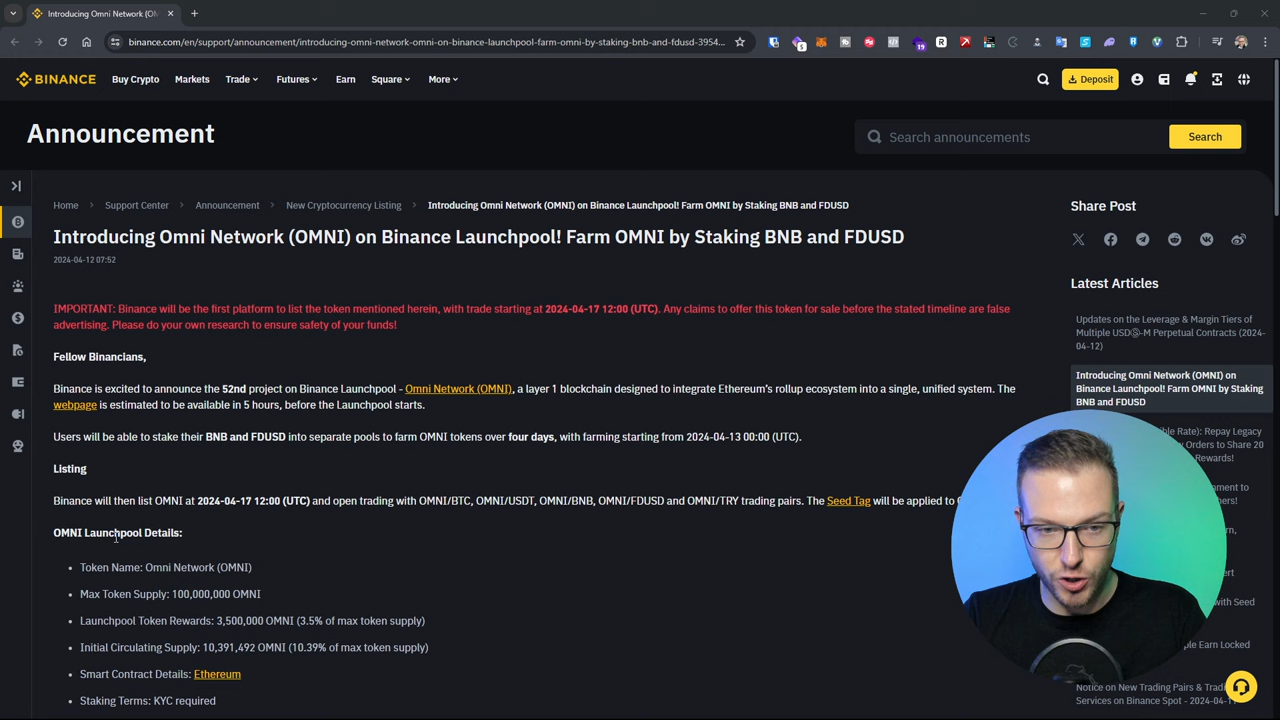 Introducing Omni Network (O
binance.com/en/support/announcement/introducing-omni-network-omni-on-binance-launchpool-farm-omni-by-staking-bnb-and-fdusd-3954...
5
19
BINANCE
Buy Crypto
Markets
Trade
Futures
Earn
Square
More
Deposit
Announcement
Search announcements
Search
Home
Support Center
Announcement
New Cryptocurrency Listing
Introducing Omni Network (OMNI) on Binance Launchpool! Farm OMNI by Staking BNB and FDUSD
Introducing Omni Network (OMNI) on Binance Launchpool! Farm OMNI by Staking BNB and FDUSD
2024-04-12 07:52
IMPORTANT: Binance will be the first platform to list the token mentioned herein, with trade starting at 2024-04-17 12:00 (UTC). Any claims to offer this token for sale before the stated timeline are false
advertising. Please do your own research to ensure safety of your funds!
Fellow Binancians,
Binance is excited to announce the 52nd project on Binance Launchpool - Omni Network (OMNI), a layer 1 blockchain designed to integrate Ethereum's rollup ecosystem into a single, unified system. The
webpage is estimated to be available in 5 hours, before the Launchpool starts.
Users will be able to stake their BNB and FDUSD into separate pools to farm OMNI tokens over four days, with farming starting from 2024-04-13 00:00 (UTC).
Listing
Binance will then list OMNI at 2024-04-17 12:00 (UTC) and open trading with OMNI/BTC, OMNI/USDT, OMNI/BNB, OMNI/FDUSD and OMNI/TRY trading pairs. The Seed Tag will be applied to
OMNI Launchpool Details:
• Token Name: Omni Network (OMNI)
• Max Token Supply: 100,000,000 OMNI
• Launchpool Token Rewards: 3,500,000 OMNI (3.5% of max token supply)
• Initial Circulating Supply: 10,391,492 OMNI (10.39% of max token supply)
• Smart Contract Details: Ethereum
• Staking Terms: KYC required
Share Post
Latest Articles
Updates on the Leverage & Margin Tiers of
Multiple USDⓈ-M Perpetual Contracts (2024-
04-12)
Introducing Omni Network (OMNI) on
Binance Launchpool! Farm OMNI by Staking
BNB and FDUSD
Rate): Repay Legacy
Orders to Share 20
Rewards!
to
with Seed
Earn Locked
Notice on New Trading Pairs &
Services on Binance Spot - 2024-04-